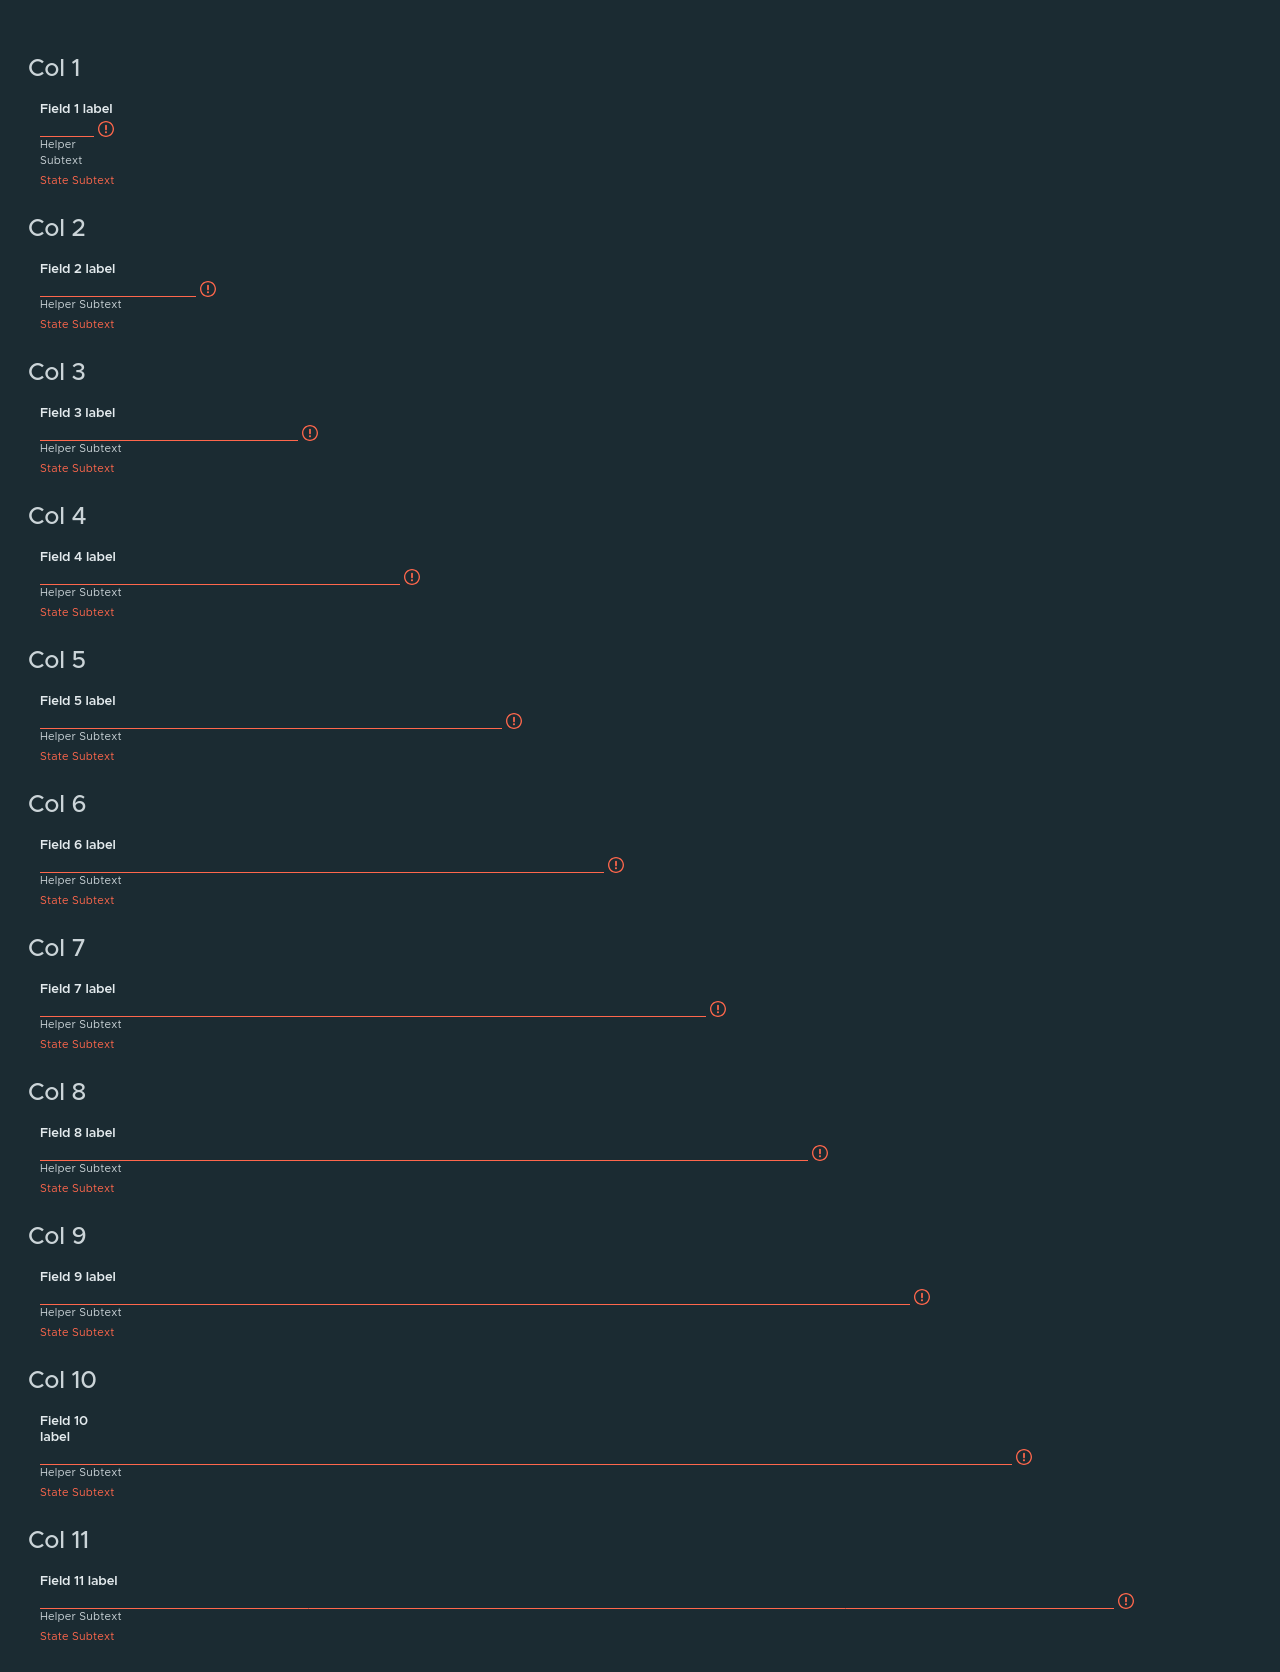 Col 1
Field 1 label
Helper
Subtext
State Subtext
Col 2
Field 2 label
Helper Subtext
State Subtext
Col 3
Field 3 label
Helper Subtext
State Subtext
Col 4
Field 4 label
Helper Subtext
State Subtext
Col 5
Field 5 label
Helper Subtext
State Subtext
Col 6
Field 6 label
Helper Subtext
State Subtext
Col 7
Field 7 label
Helper Subtext
State Subtext
Col 8
Field 8 label
Helper Subtext
State Subtext
Col 9
Field 9 label
Helper Subtext
State Subtext
Col 10
Field 10
label
Helper Subtext
State Subtext
Col 11
Field 11 label
Helper Subtext
State Subtext